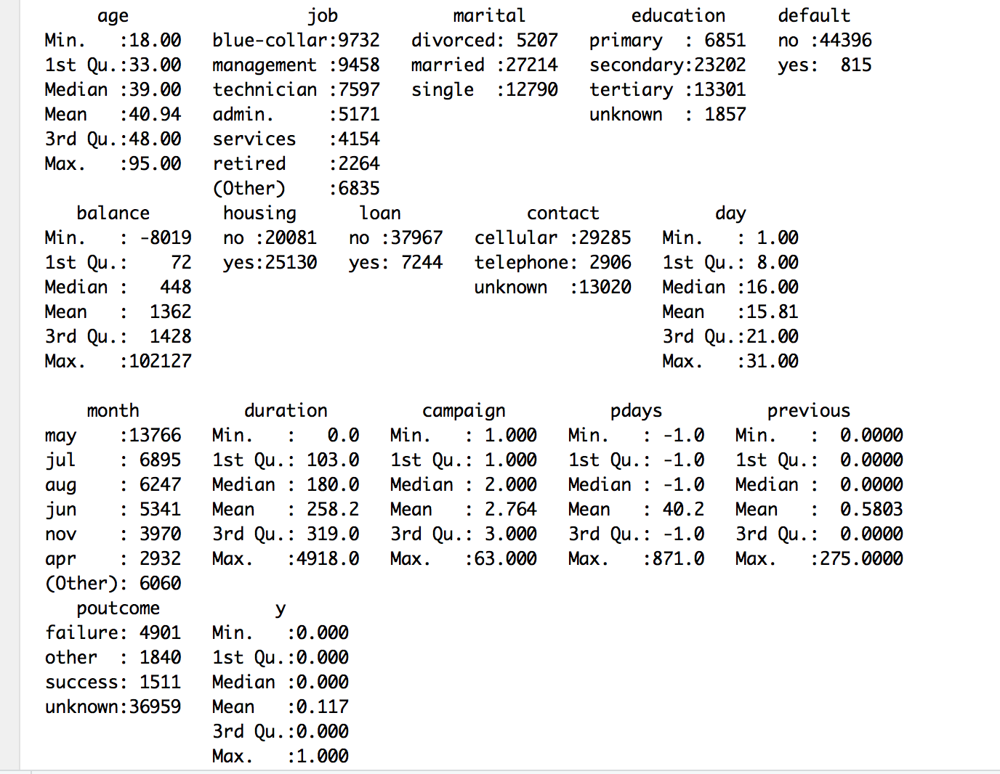 age               job             marital          education      default
Min.   :18.00   blue-collar:9732   divorced: 5207   primary  : 6851   no :44396
1st Qu.:33.00   management :9458   married :27214   secondary:23202   yes:  815
Median :39.00   technician :7597   single  :12790   tertiary :13301
Mean   :40.94   admin.     :5171                    unknown  : 1857
3rd Qu.:48.00   services   :4154
Max.   :95.00   retired    :2264
                (Other)    :6835
   balance       housing      loan            contact           day
Min.   : -8019   no :20081   no :37967   cellular :29285   Min.   : 1.00
1st Qu.:    72   yes:25130   yes: 7244   telephone: 2906   1st Qu.: 8.00
Median :   448                           unknown  :13020   Median :16.00
Mean   :  1362                                             Mean   :15.81
3rd Qu.:  1428                                             3rd Qu.:21.00
Max.   :102127                                             Max.   :31.00
    month          duration         campaign          pdays          previous
may    :13766   Min.   :   0.0   Min.   : 1.000   Min.   : -1.0   Min.   :  0.0000
jul    : 6895   1st Qu.: 103.0   1st Qu.: 1.000   1st Qu.: -1.0   1st Qu.:  0.0000
aug    : 6247   Median : 180.0   Median : 2.000   Median : -1.0   Median :  0.0000
jun    : 5341   Mean   : 258.2   Mean   : 2.764   Mean   : 40.2   Mean   :  0.5803
nov    : 3970   3rd Qu.: 319.0   3rd Qu.: 3.000   3rd Qu.: -1.0   3rd Qu.:  0.0000
apr    : 2932   Max.   :4918.0   Max.   :63.000   Max.   :871.0   Max.   :275.0000
(Other): 6060
   poutcome           y
failure: 4901   Min.   :0.000
other  : 1840   1st Qu.:0.000
success: 1511   Median :0.000
unknown:36959   Mean   :0.117
                3rd Qu.:0.000
                Max.   :1.000